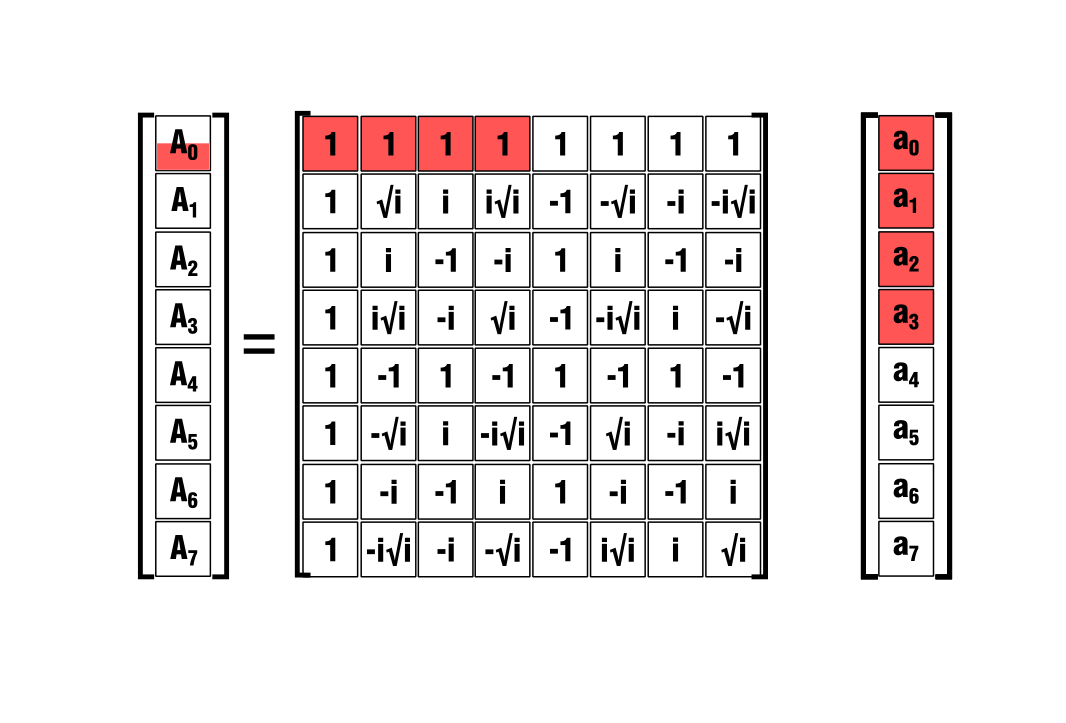 A0 1 1 1 1 1 1 1 1 a0
A1 1 √i i i√i -1 -√i -i -i√i a1
A2 1 i -1 -i 1 i -1 -i a2
A3 1 i√i -i √i -1 -i√i i -√i a3
=
A4 1 -1 1 -1 1 -1 1 -1 a4
A5 1 -√i i -i√i -1 √i -i i√i a5
A6 1 -i -1 i 1 -i -1 i a6
A7 1 -i√i -i -√i -1 i√i i √i a7